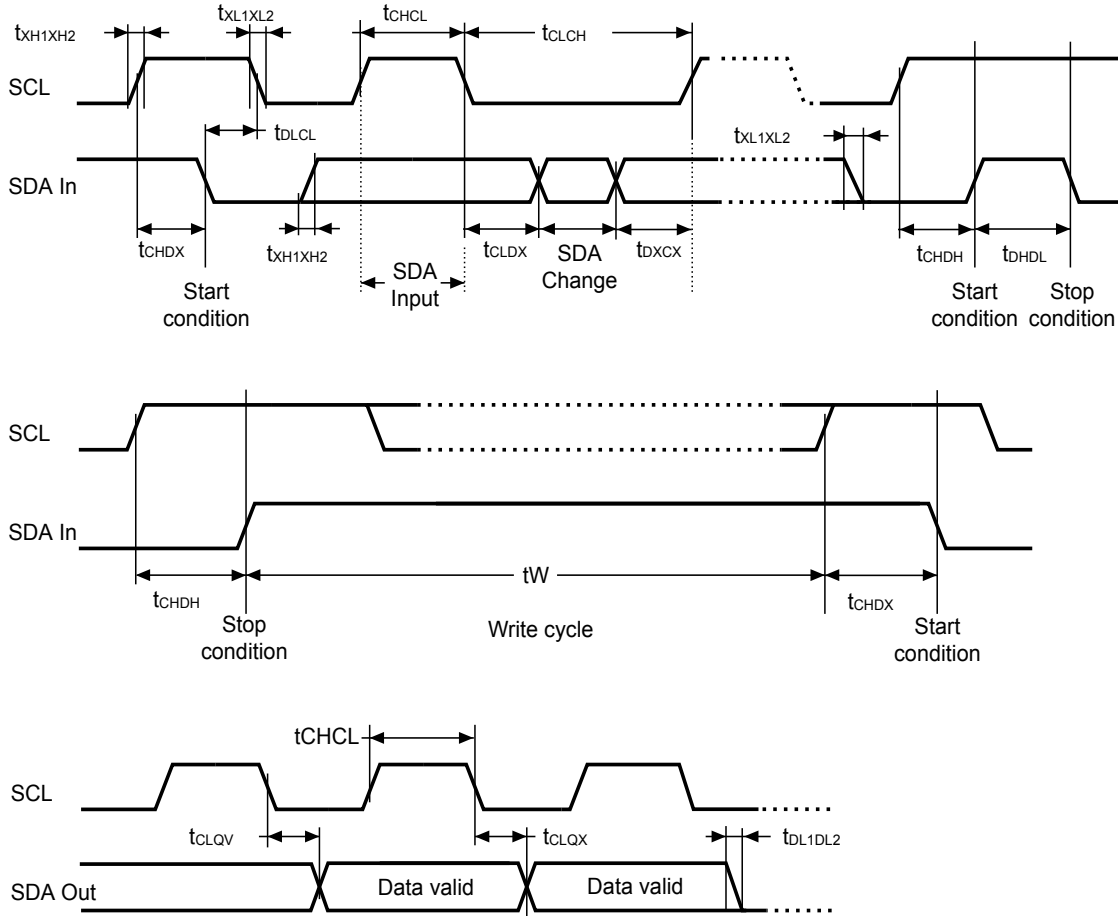 tXH1XH2 tXL1XL2 tCHCL tCLCH
SCL
tDLCL tXL1XL2
SDA In
tCHDX tXH1XH2 tCLDX SDA Change tDXCX tCHDH tDHDL
SDA Input
Start condition Start condition Stop condition
SCL
SDA In
tW
tCHDH tCHDX
Stop condition Write cycle Start condition
tCHCL
SCL
tCLQV tCLQX tDL1DL2
SDA Out Data valid Data valid